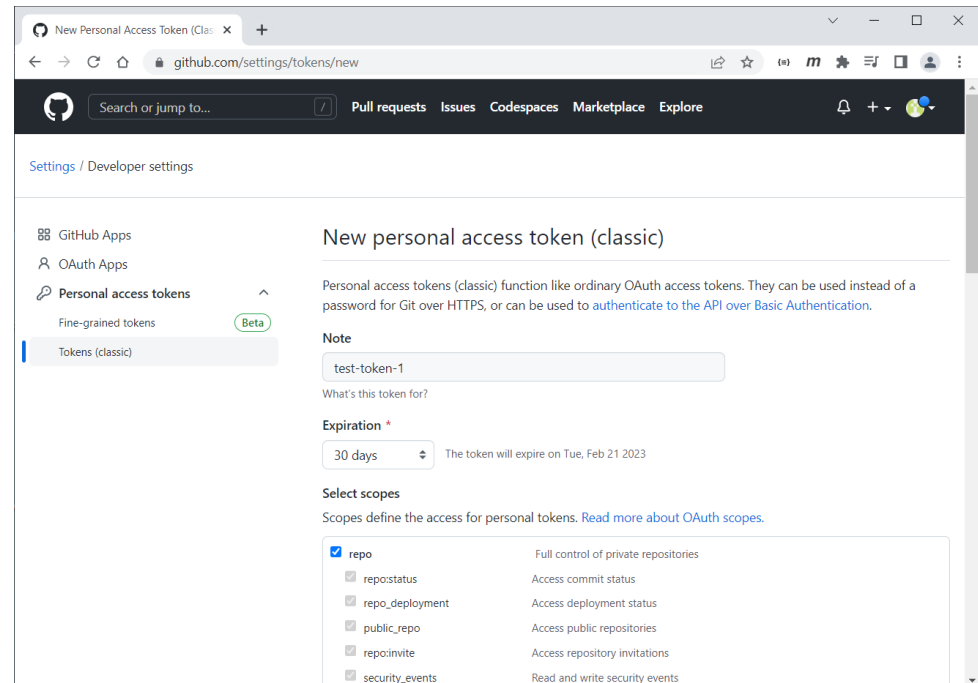 New Personal Access Token (Clas
github.com/settings/tokens/new
Search or jump to... / Pull requests Issues Codespaces Marketplace Explore
Settings / Developer settings
GitHub Apps
OAuth Apps
Personal access tokens
Fine-grained tokens Beta
Tokens (classic)
New personal access token (classic)
Personal access tokens (classic) function like ordinary OAuth access tokens. They can be used instead of a
password for Git over HTTPS, or can be used to authenticate to the API over Basic Authentication.
Note
test-token-1
What's this token for?
Expiration *
30 days The token will expire on Tue, Feb 21 2023
Select scopes
Scopes define the access for personal tokens. Read more about OAuth scopes.
repo Full control of private repositories
repo:status Access commit status
repo_deployment Access deployment status
public_repo Access public repositories
repo:invite Access repository invitations
security_events Read and write security events